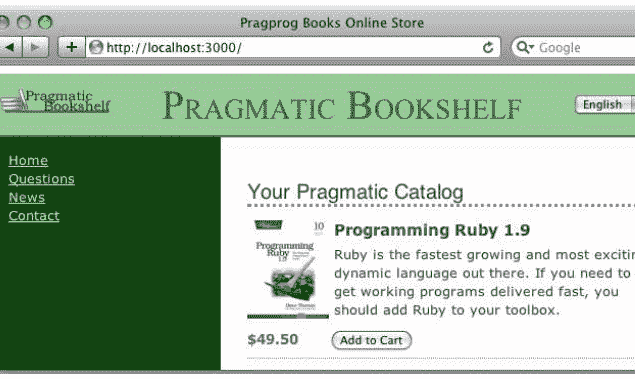 Pragprog Books Online Store
http://localhost:3000/
Google
Pragmatic
Bookshelf
PRAGMATIC BOOKSHELF
English
Home
Questions
News
Contact
Your Pragmatic Catalog
Programming
Ruby
1.9
Programming Ruby 1.9
Ruby is the fastest growing and most excitin
dynamic language out there. If you need to
get working programs delivered fast, you
should add Ruby to your toolbox.
$49.50
Add to Cart